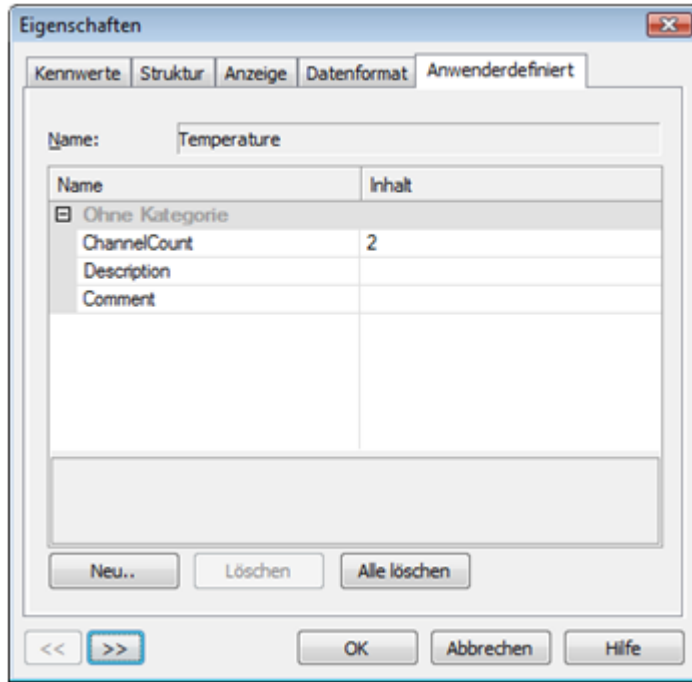 Eigenschaften
Kennwerte Struktur Anzeige Datenformat Anwenderdefiniert
Name: Temperature
Name Inhalt
Ohne Kategorie
ChannelCount 2
Description
Comment
Neu.. Löschen Alle löschen
<< >> OK Abbrechen Hilfe